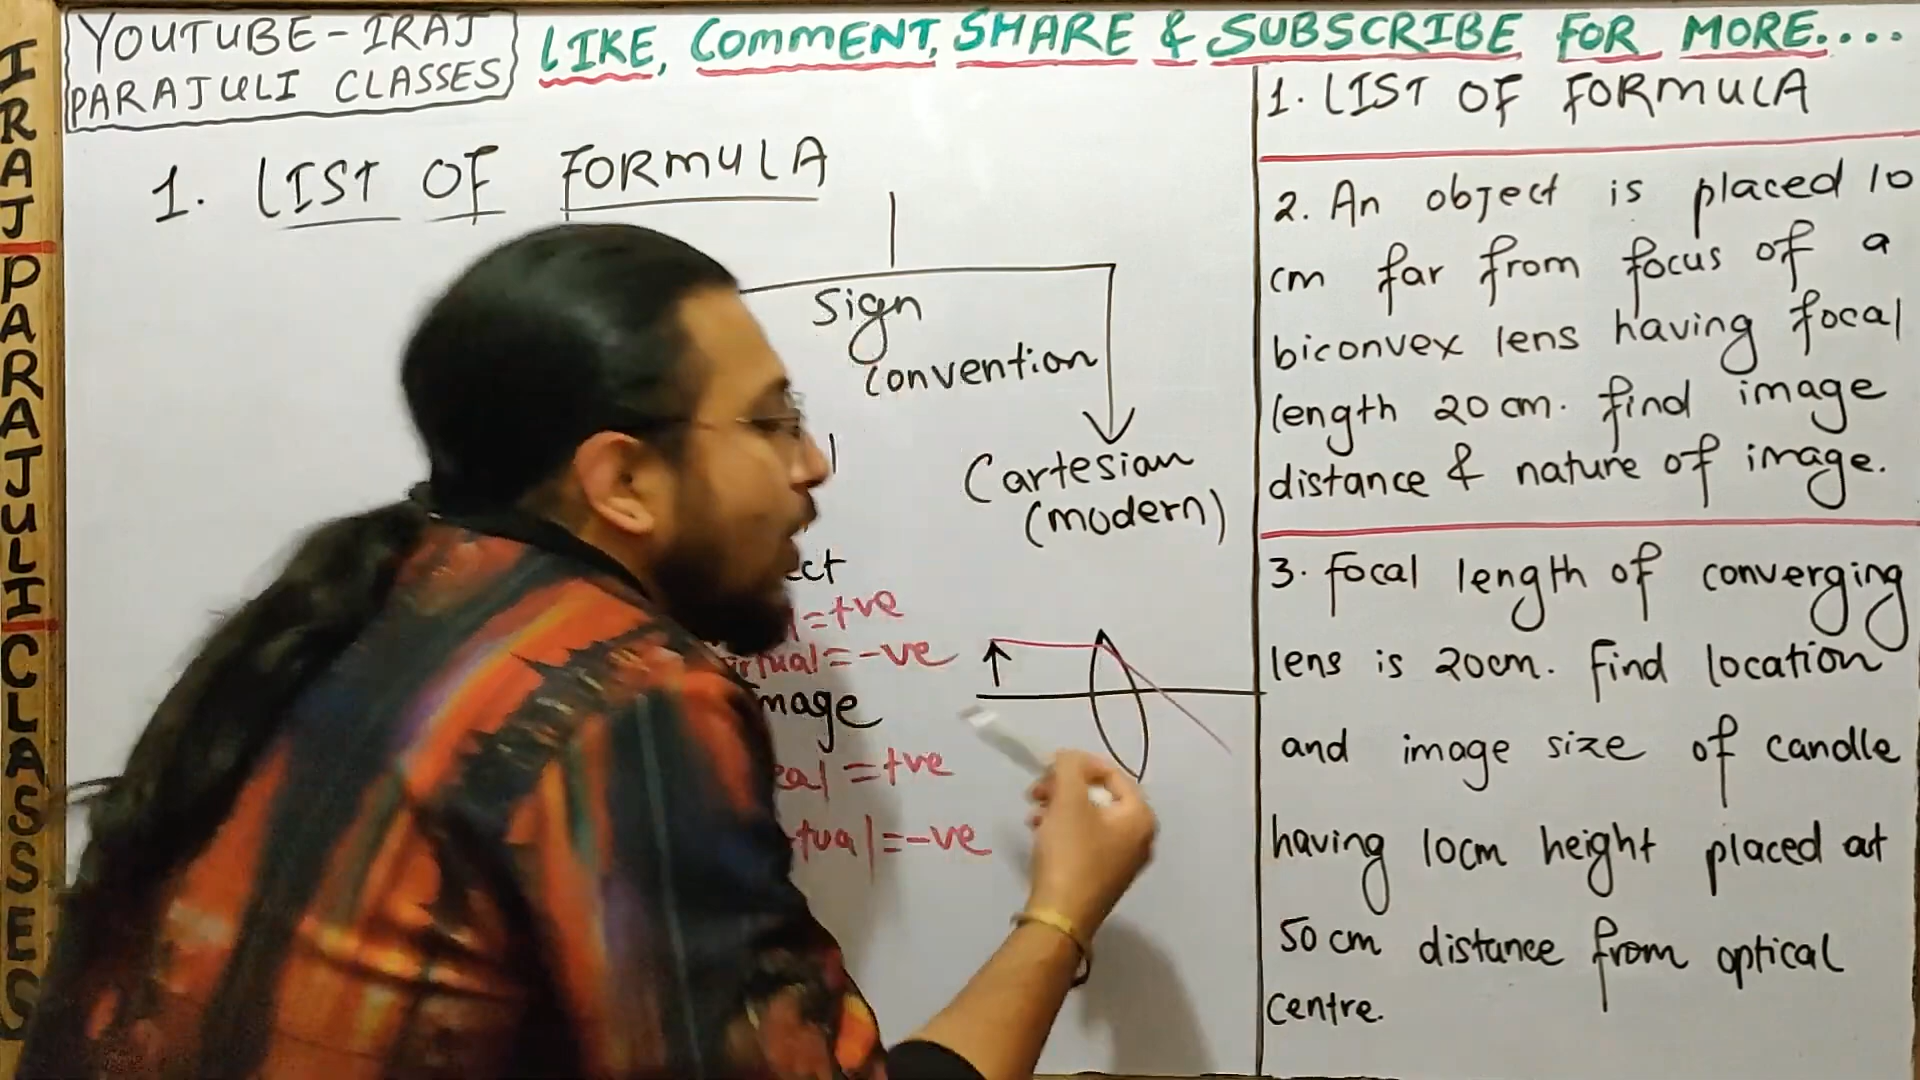 IRAJ PARAJULI CLASSES
YOUTUBE-IRAJ
PARAJULI CLASSES
LIKE, COMMENT, SHARE & SUBSCRIBE FOR MORE....
1. LIST OF FORMULA
Sign
Convention
Cartesian
(modern)
=+ve
=-ve
=+ve
=-ve
1. LIST OF FORMULA
2. An object is placed 10
cm far from focus of a
biconvex lens having focal
length 20 cm. find image
distance & nature of image.
3. Focal length of converging
lens is 20cm. Find location
and image size of candle
having 10cm height placed at
50 cm distance from optical
centre.